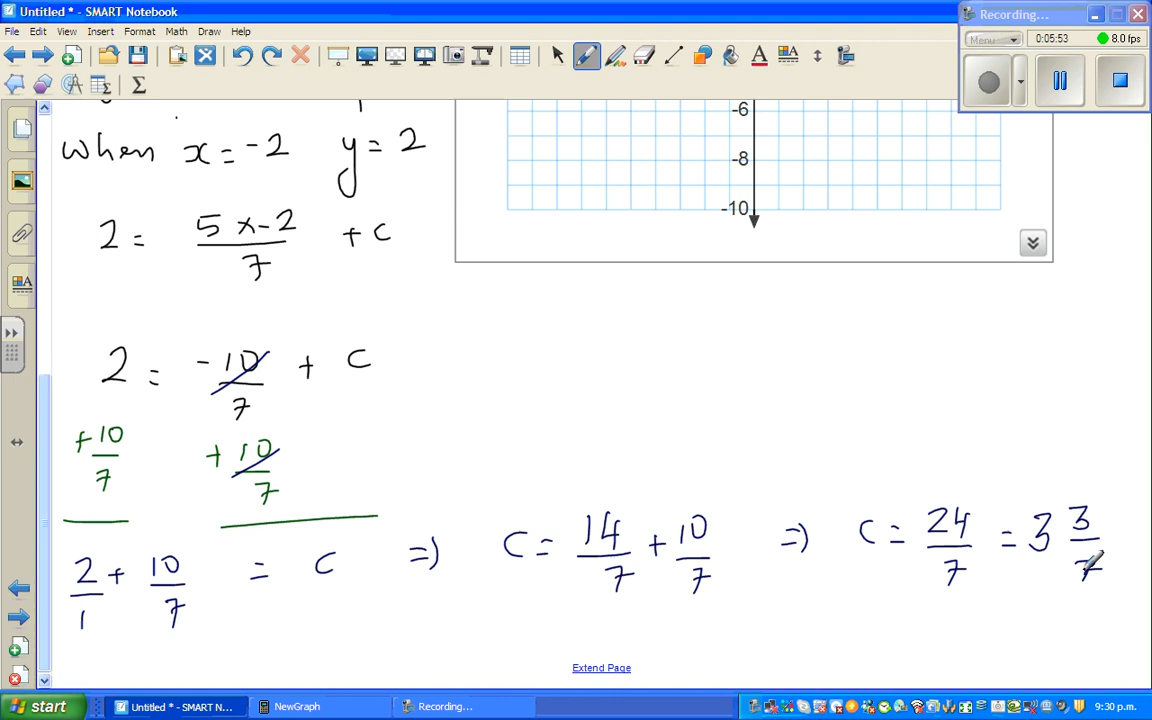 Untitled * - SMART Notebook
Recording...
File Edit View Insert Format Math Draw Help
Menu
0:05:53
8.0 fps
when x = -2 y = 2
-6
-8
-10
2 = 5 x -2 / 7 + c
2 = -10/7 + c
+10/7 +10/7
2/1 + 10/7 = c => c = 14/7 + 10/7 => c = 24/7 = 3 3/7
Extend Page
start
Untitled * - SMART N...
NewGraph
Recording...
9:30 p.m.